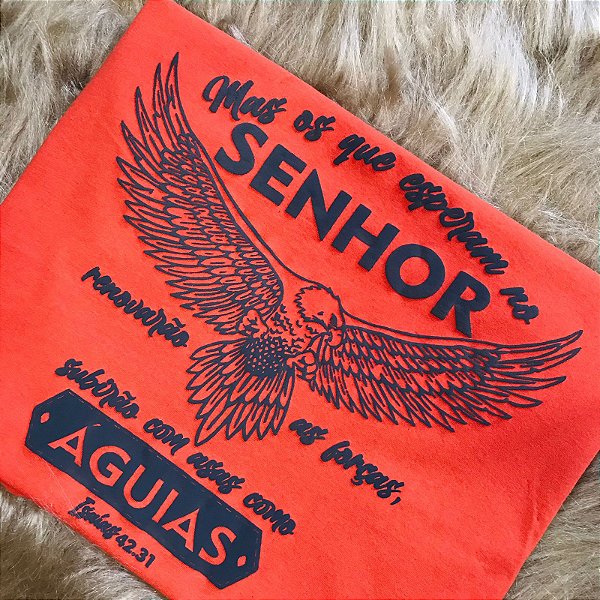 Mas os que esperam no
SENHOR
renovarão as forças,
subirão com asas como
ÁGUIAS
Isaías 42.31